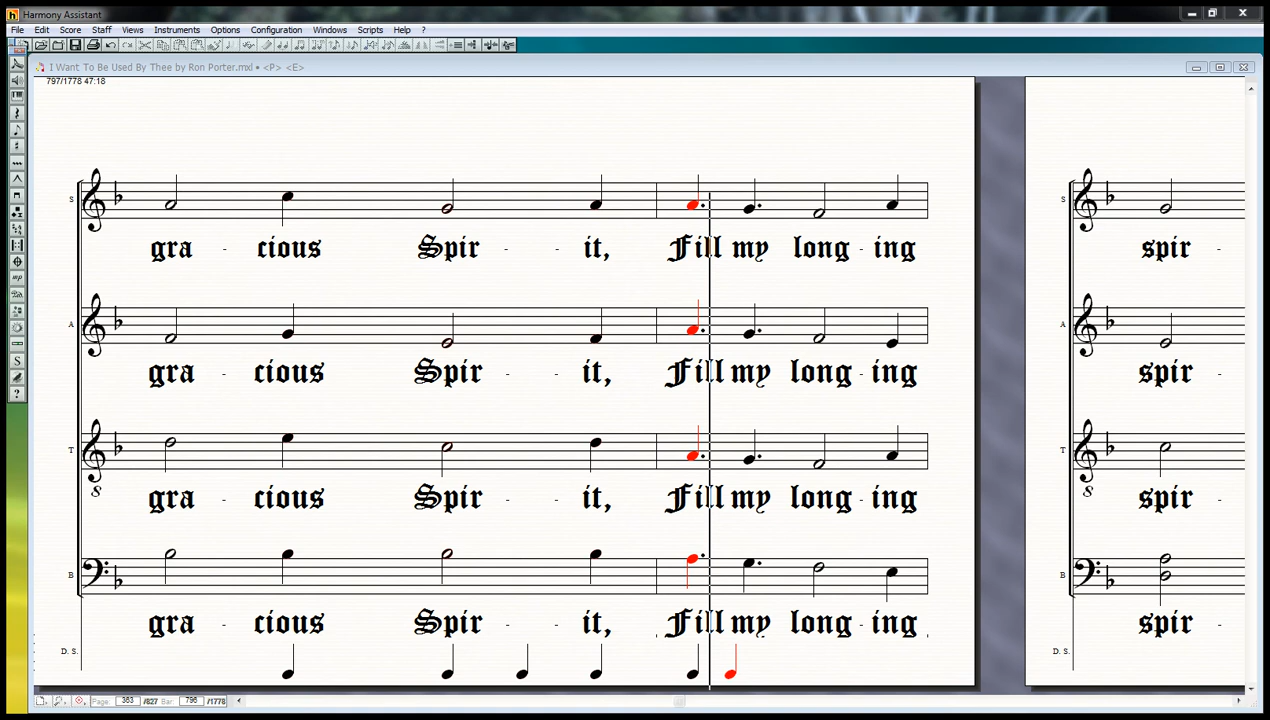 Harmony Assistant
File Edit Score Staff Views Instruments Options Configuration Windows Scripts Help ?
I Want To Be Used By Thee by Ron Porter.mxl • <P> <E>
797/1778 47:18
S S
gra - cious Spir - - it, Fill my long - ing spir -
A A
gra - cious Spir - - it, Fill my long - ing spir -
T T
8 8
gra - cious Spir - - it, Fill my long - ing spir -
B B
gra - cious Spir - - it, Fill my long - ing spir -
D. S. D. S.
Page: 363 /827 Bar: 796 /1778